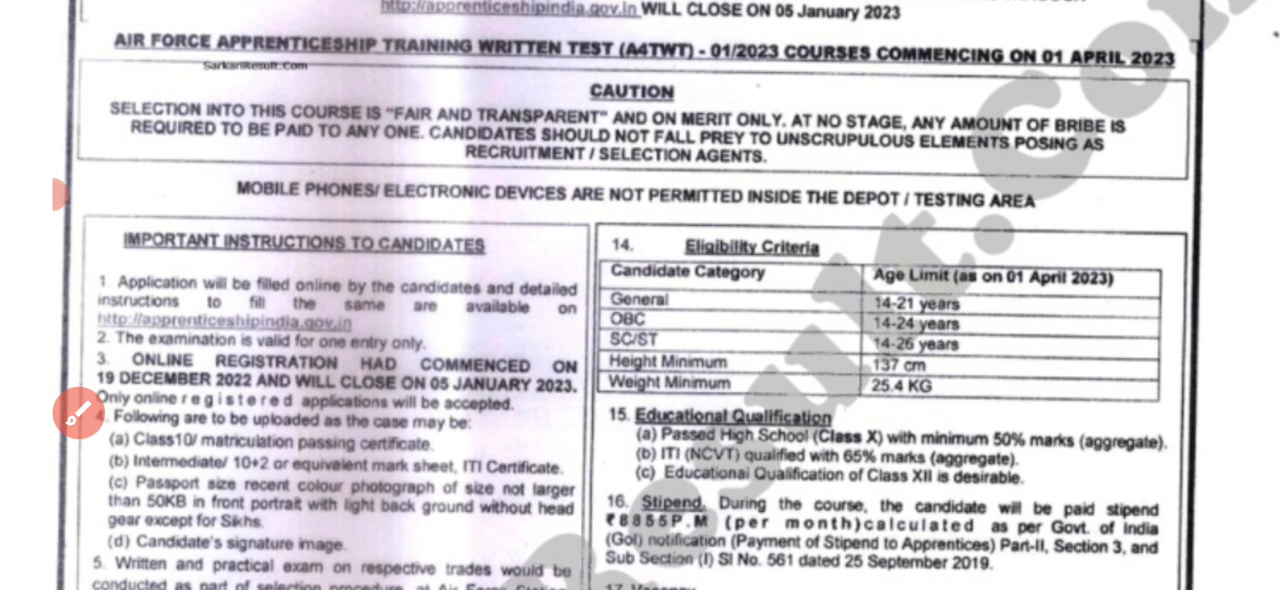 http://apprenticeshipindia.gov.in WILL CLOSE ON 05 January 2023
AIR FORCE APPRENTICESHIP TRAINING WRITTEN TEST (A4TWT) - 01/2023 COURSES COMMENCING ON 01 APRIL 2023
SarkariResult.Com
CAUTION
SELECTION INTO THIS COURSE IS "FAIR AND TRANSPARENT" AND ON MERIT ONLY. AT NO STAGE, ANY AMOUNT OF BRIBE IS
REQUIRED TO BE PAID TO ANY ONE. CANDIDATES SHOULD NOT FALL PREY TO UNSCRUPULOUS ELEMENTS POSING AS
RECRUITMENT / SELECTION AGENTS.
MOBILE PHONES/ ELECTRONIC DEVICES ARE NOT PERMITTED INSIDE THE DEPOT / TESTING AREA
IMPORTANT INSTRUCTIONS TO CANDIDATES
1. Application will be filled online by the candidates and detailed
instructions to fill the same are available on
http://apprenticeshipindia.gov.in
2. The examination is valid for one entry only.
3. ONLINE REGISTRATION HAD COMMENCED ON
19 DECEMBER 2022 AND WILL CLOSE ON 05 JANUARY 2023.
Only online registered applications will be accepted.
4. Following are to be uploaded as the case may be:
(a) Class10/ matriculation passing certificate.
(b) Intermediate/ 10+2 or equivalent mark sheet, ITI Certificate.
(c) Passport size recent colour photograph of size not larger
than 50KB in front portrait with light back ground without head
gear except for Sikhs.
(d) Candidate's signature image.
5. Written and practical exam on respective trades would be
conducted as part of selection procedure at Air Force Station
14. Eligibility Criteria
Candidate Category Age Limit (as on 01 April 2023)
General 14-21 years
OBC 14-24 years
SC/ST 14-26 years
Height Minimum 137 cm
Weight Minimum 25.4 KG
15. Educational Qualification
(a) Passed High School (Class X) with minimum 50% marks (aggregate).
(b) ITI (NCVT) qualified with 65% marks (aggregate).
(c) Educational Qualification of Class XII is desirable.
16. Stipend. During the course, the candidate will be paid stipend
₹8855P.M (per month)calculated as per Govt. of India
(GoI) notification (Payment of Stipend to Apprentices) Part-II, Section 3, and
Sub Section (I) SI No. 561 dated 25 September 2019.
17. Vacancy